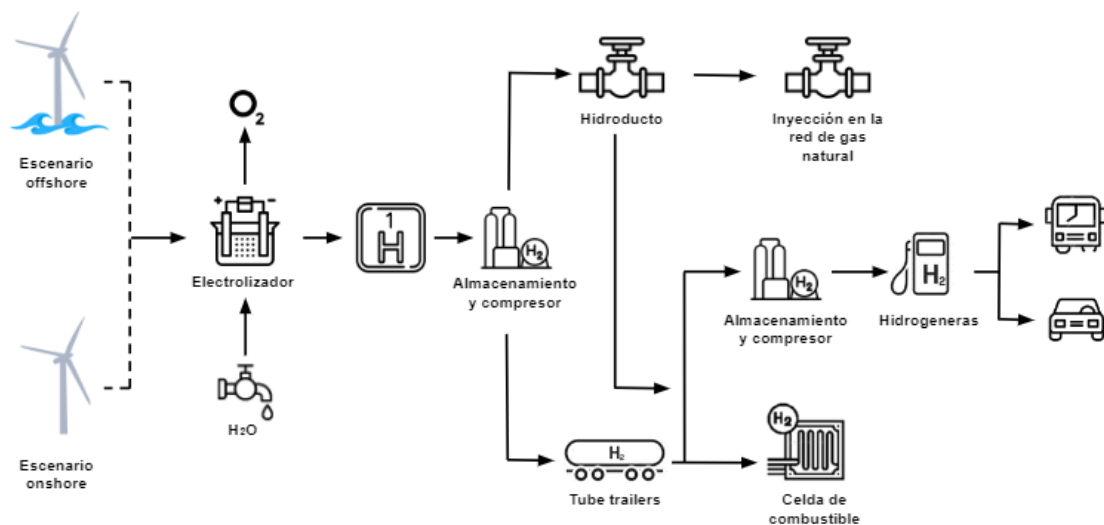 Escenario
offshore
O2
+ −
Electrolizador
H2O
Escenario
onshore
1
H
H2
Almacenamiento
y compresor
Hidroducto
Inyección en la
red de gas
natural
H2
Almacenamiento
y compresor
H2
Hidrogeneras
H2
Tube trailers
H2
Celda de
combustible